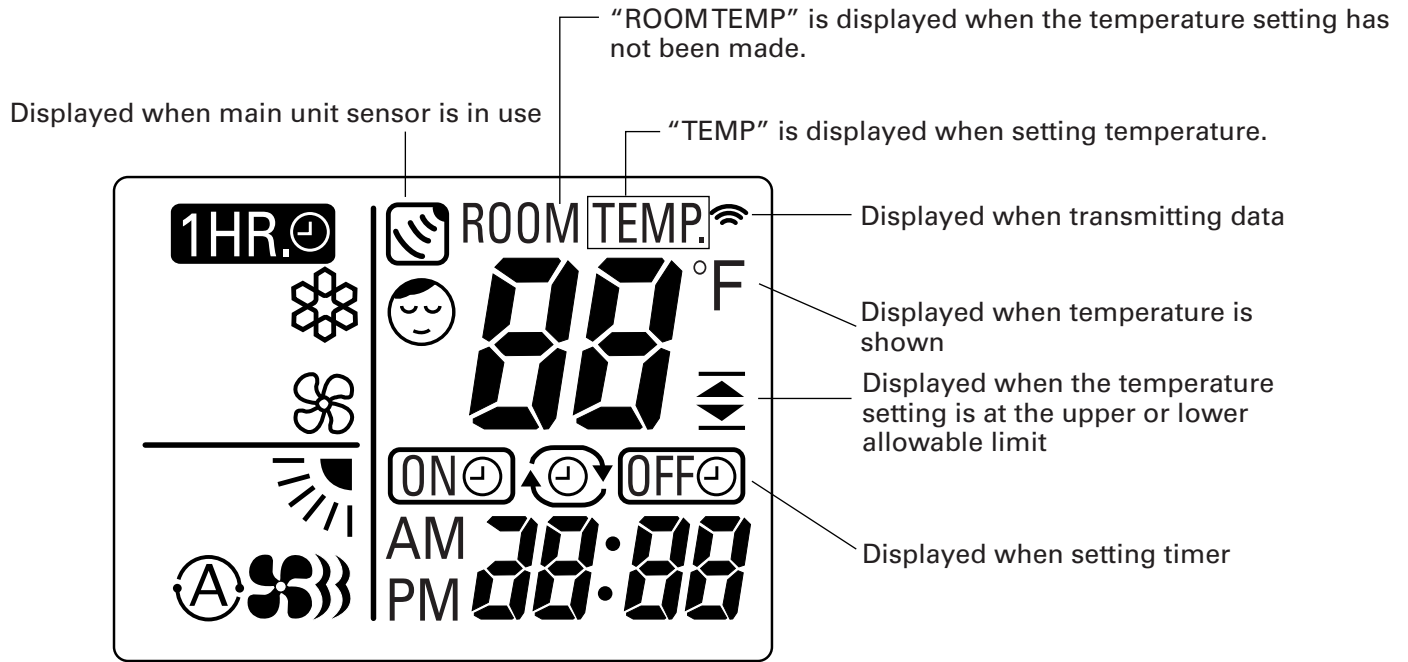 “ROOM TEMP” is displayed when the temperature setting has
not been made.
Displayed when main unit sensor is in use
“TEMP” is displayed when setting temperature.
1HR.
ROOM TEMP.
Displayed when transmitting data
88 °F
Displayed when temperature is
shown
Displayed when the temperature
setting is at the upper or lower
allowable limit
ON OFF
AM
PM
28:88
Displayed when setting timer
A